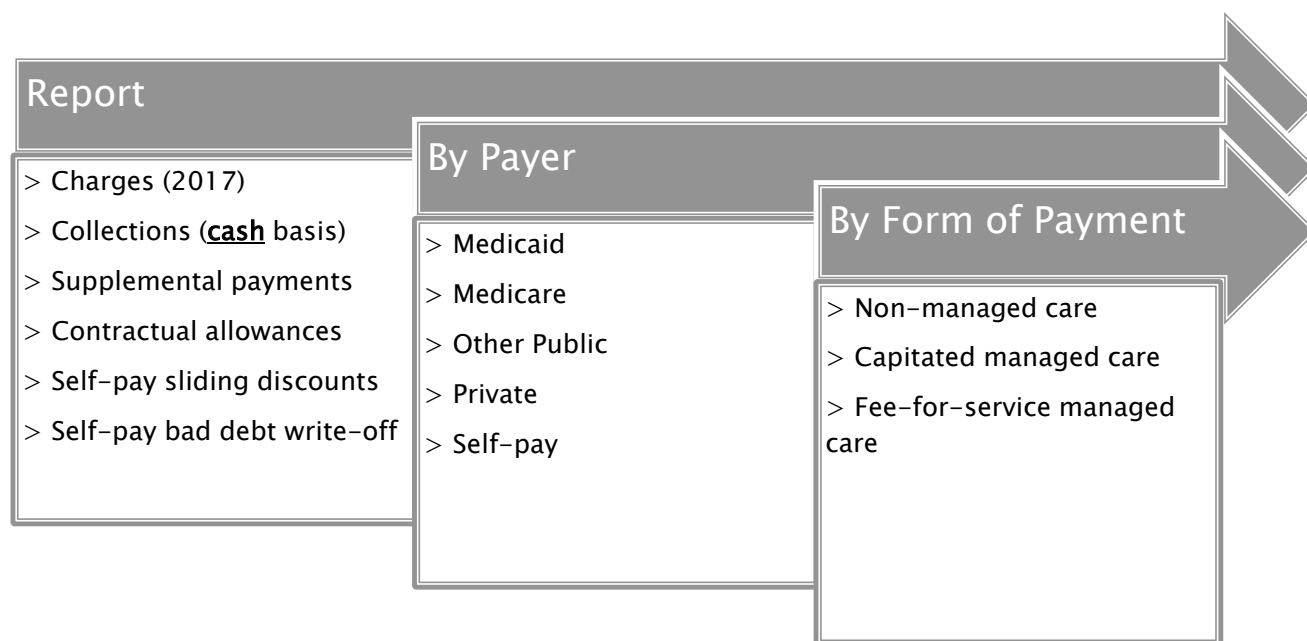 Report
> Charges (2017)
> Collections (cash basis)
> Supplemental payments
> Contractual allowances
> Self-pay sliding discounts
> Self-pay bad debt write-off
By Payer
> Medicaid
> Medicare
> Other Public
> Private
> Self-pay
By Form of Payment
> Non-managed care
> Capitated managed care
> Fee-for-service managed
care